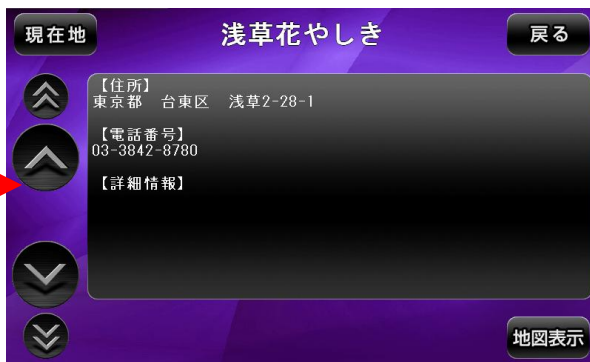 現在地
浅草花やしき
戻る
【住所】
東京都 台東区 浅草2-28-1
【電話番号】
03-3842-8780
【詳細情報】
地図表示